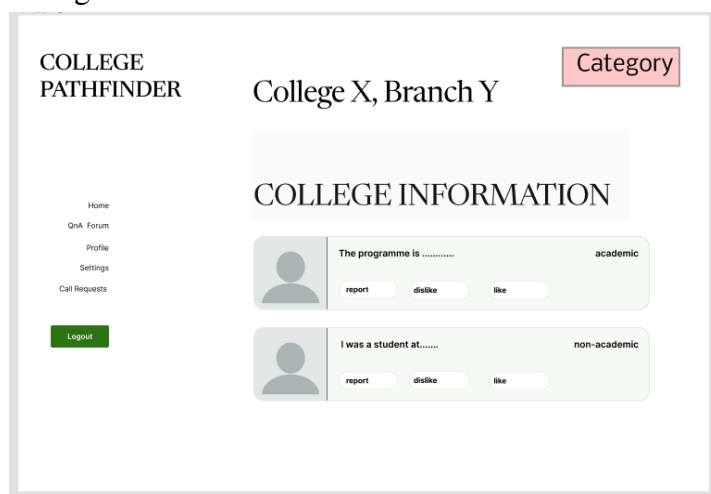 COLLEGE
PATHFINDER
College X, Branch Y
Category
Home
QnA Forum
Profile
Settings
Call Requests
Logout
COLLEGE INFORMATION
The programme is ............
academic
report
dislike
like
I was a student at.......
non-academic
report
dislike
like